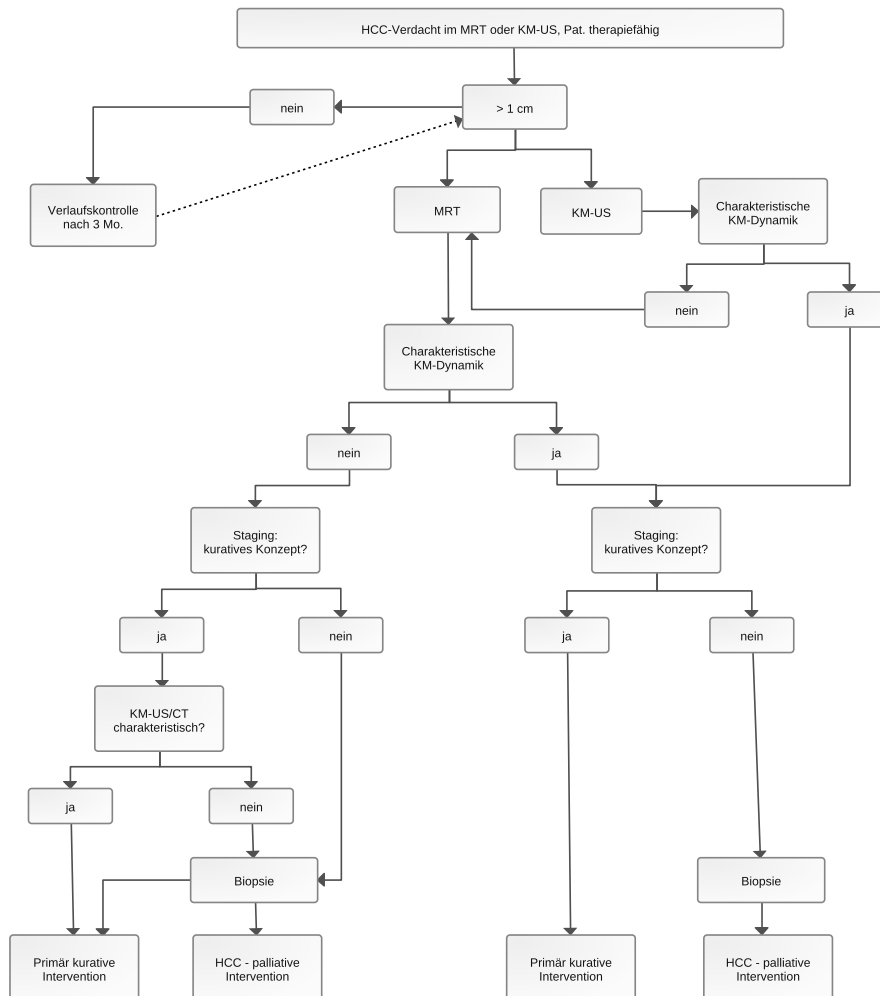 HCC-Verdacht im MRT oder KM-US, Pat. therapiefähig
nein
> 1 cm
Verlaufskontrolle
nach 3 Mo.
MRT
KM-US
Charakteristische
KM-Dynamik
nein
ja
Charakteristische
KM-Dynamik
nein
ja
Staging:
kuratives Konzept?
Staging:
kuratives Konzept?
ja
nein
ja
nein
KM-US/CT
charakteristisch?
ja
nein
Biopsie
Biopsie
Primär kurative
Intervention
HCC - palliative
Intervention
Primär kurative
Intervention
HCC - palliative
Intervention